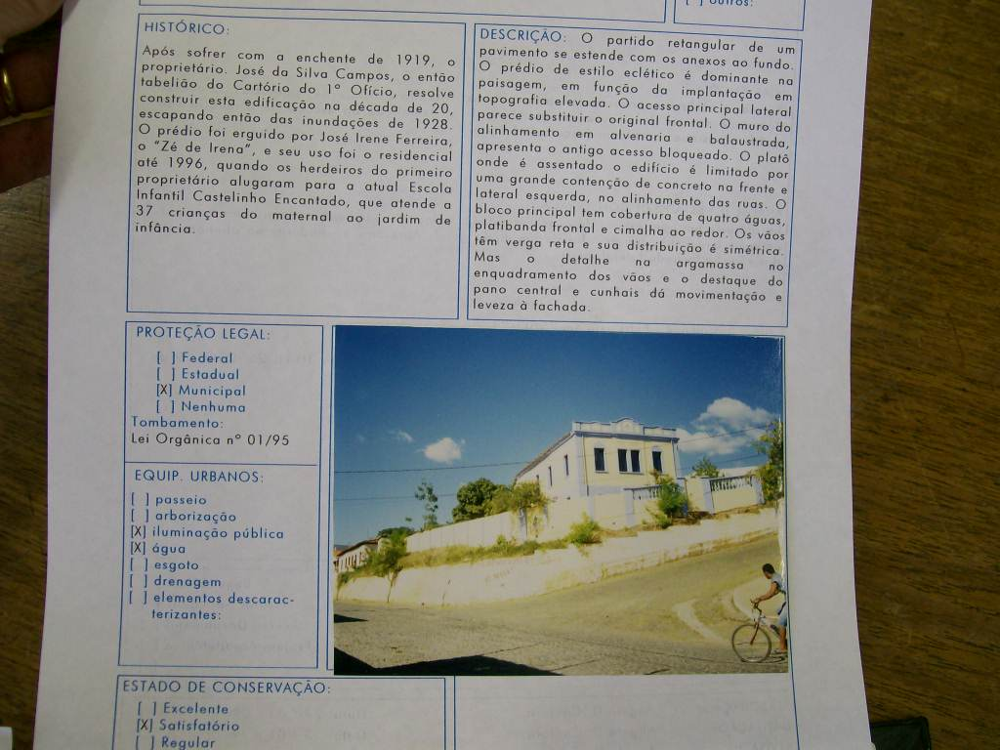 [ ] Outros:
HISTÓRICO:
Após sofrer com a enchente de 1919, o
proprietário. José da Silva Campos, o então
tabelião do Cartório do 1º Ofício, resolve
construir esta edificação na década de 20,
escapando então das inundações de 1928.
O prédio foi erguido por José Irene Ferreira,
o "Zé de Irena", e seu uso foi o residencial
até 1996, quando os herdeiros do primeiro
proprietário alugaram para a atual Escola
Infantil Castelinho Encantado, que atende a
37 crianças do maternal ao jardim de
infância.
DESCRIÇÃO: O partido retangular de um
pavimento se estende com os anexos ao fundo.
O prédio de estilo eclético é dominante na
paisagem, em função da implantação em
topografia elevada. O acesso principal lateral
parece substituir o original frontal. O muro do
alinhamento em alvenaria e balaustrada,
apresenta o antigo acesso bloqueado. O platô
onde é assentado o edifício é limitado por
uma grande contenção de concreto na frente e
lateral esquerda, no alinhamento das ruas. O
bloco principal tem cobertura de quatro águas,
platibanda frontal e cimalha ao redor. Os vãos
têm verga reta e sua distribuição é simétrica.
Mas o detalhe na argamassa no
enquadramento dos vãos e o destaque do
pano central e cunhais dá movimentação e
leveza à fachada.
PROTEÇÃO LEGAL:
[ ] Federal
[ ] Estadual
[X] Municipal
[ ] Nenhuma
Tombamento:
Lei Orgânica nº 01/95
EQUIP. URBANOS:
[ ] passeio
[ ] arborização
[X] iluminação pública
[X] água
[ ] esgoto
[ ] drenagem
[ ] elementos descarac-
terizantes:
ESTADO DE CONSERVAÇÃO:
[ ] Excelente
[X] Satisfatório
[ ] Regular